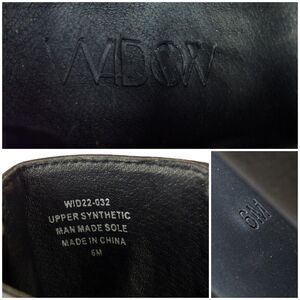 WIDOW
WID22-032
UPPER SYNTHETIC
MAN MADE SOLE
MADE IN CHINA
6M
6M